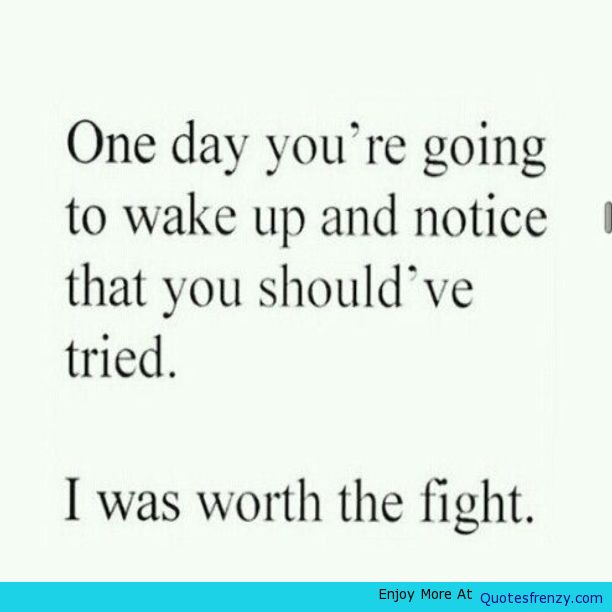 One day you’re going
to wake up and notice
that you should’ve
tried.
I was worth the fight.
Enjoy More At Quotesfrenzy.com